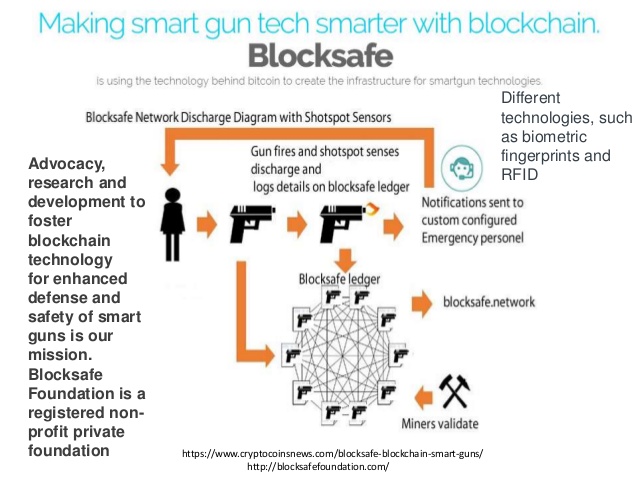 Making smart gun tech smarter with blockchain.
Blocksafe
is using the technology behind bitcoin to create the infrastructure for smartgun technologies.
Different
technologies, such
as biometric
fingerprints and
RFID
Blocksafe Network Discharge Diagram with Shotspot Sensors
Gun fires and shotspot senses
discharge and
logs details on blocksafe ledger
Notifications sent to
custom configured
Emergency personel
Advocacy,
research and
development to
foster
blockchain
technology
for enhanced
defense and
safety of smart
guns is our
mission.
Blocksafe
Foundation is a
registered non-
profit private
foundation
Blocksafe ledger
blocksafe.network
Miners validate
https://www.cryptocoinsnews.com/blocksafe-blockchain-smart-guns/
http://blocksafefoundation.com/